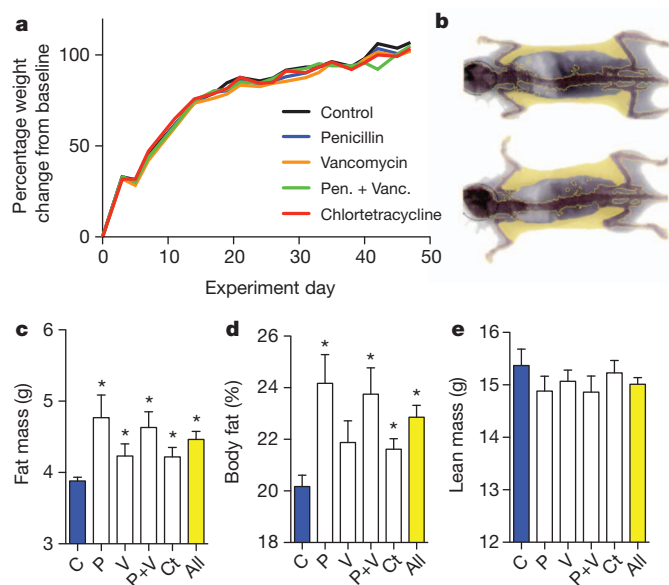 a
Percentage weight
change from baseline
100
50
0
0
10
20
30
40
50
Experiment day
Control
Penicillin
Vancomycin
Pen. + Vanc.
Chlortetracycline
b
c
Fat mass (g)
6
5
4
3
*
*
*
*
*
C
P
V
P+V
Ct
All
d
Body fat (%)
26
24
22
20
18
*
*
*
*
C
P
V
P+V
Ct
All
e
Lean mass (g)
16
15
14
13
12
C
P
V
P+V
Ct
All